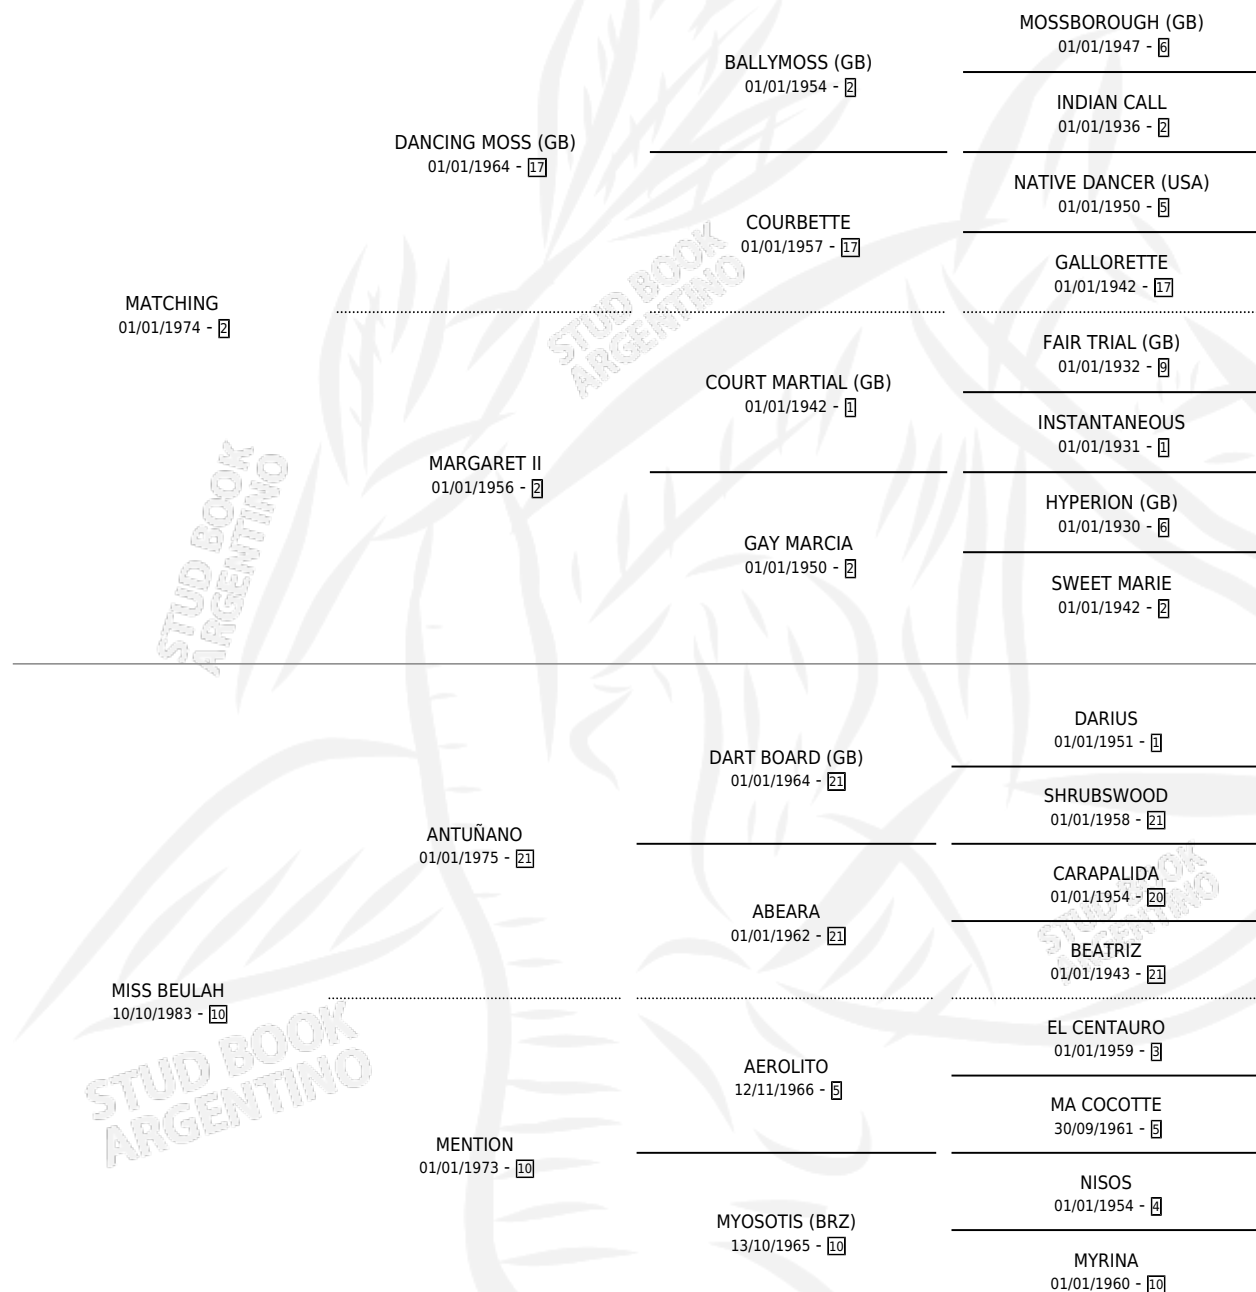 MOSSBOROUGH (GB)
01/01/1947 - 6
BALLYMOSS (GB)
01/01/1954 - 2
INDIAN CALL
01/01/1936 - 2
DANCING MOSS (GB)
01/01/1964 - 17
NATIVE DANCER (USA)
01/01/1950 - 5
COURBETTE
01/01/1957 - 17
GALLORETTE
01/01/1942 - 17
MATCHING
01/01/1974 - 2
FAIR TRIAL (GB)
01/01/1932 - 9
COURT MARTIAL (GB)
01/01/1942 - 1
INSTANTANEOUS
01/01/1931 - 1
MARGARET II
01/01/1956 - 2
HYPERION (GB)
01/01/1930 - 6
GAY MARCIA
01/01/1950 - 2
SWEET MARIE
01/01/1942 - 2
STUD BOOK
ARGENTINO
STUD BOOK
ARGENTINO
DARIUS
01/01/1951 - 1
DART BOARD (GB)
01/01/1964 - 21
SHRUBSWOOD
01/01/1958 - 21
ANTUÑANO
01/01/1975 - 21
CARAPALIDA
01/01/1954 - 20
ABEARA
01/01/1962 - 21
BEATRIZ
01/01/1943 - 21
STUD BOOK
ARGENTINO
MISS BEULAH
10/10/1983 - 10
EL CENTAURO
01/01/1959 - 3
AEROLITO
12/11/1966 - 5
MA COCOTTE
30/09/1961 - 5
MENTION
01/01/1973 - 10
NISOS
01/01/1954 - 4
MYOSOTIS (BRZ)
13/10/1965 - 10
MYRINA
01/01/1960 - 10
STUD BOOK
ARGENTINO